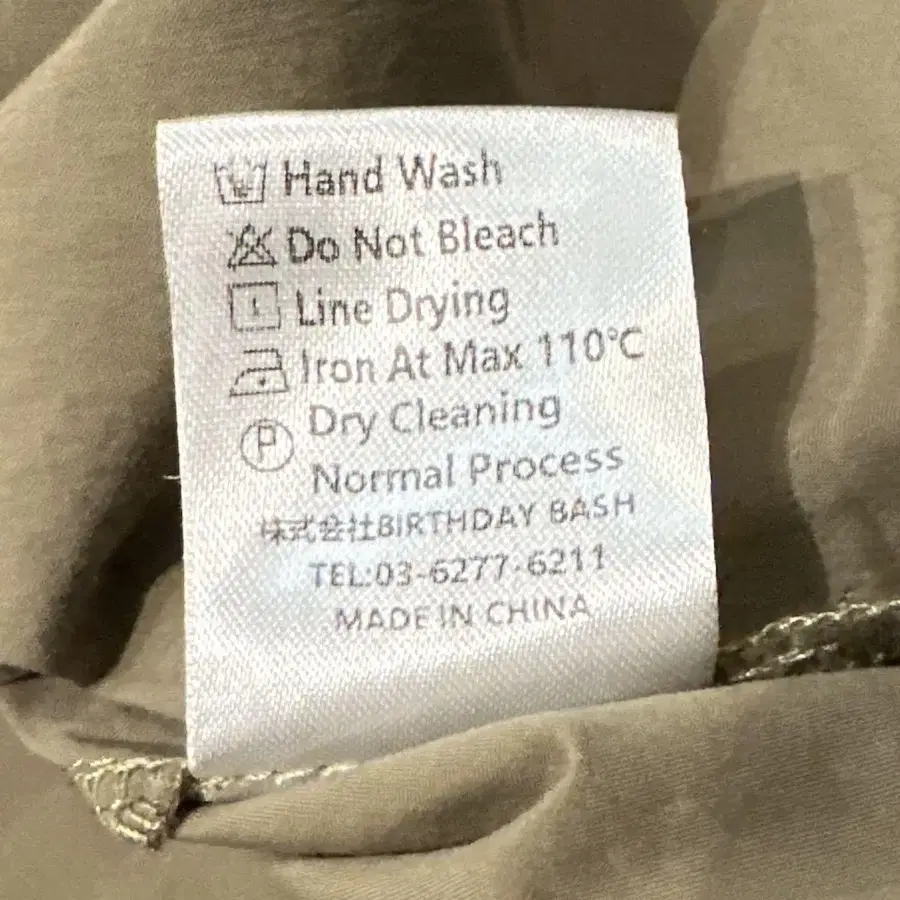 Hand Wash
Do Not Bleach
Line Drying
Iron At Max 110℃
P Dry Cleaning
Normal Process
株式会社BIRTHDAY BASH
TEL:03-6277-6211
MADE IN CHINA